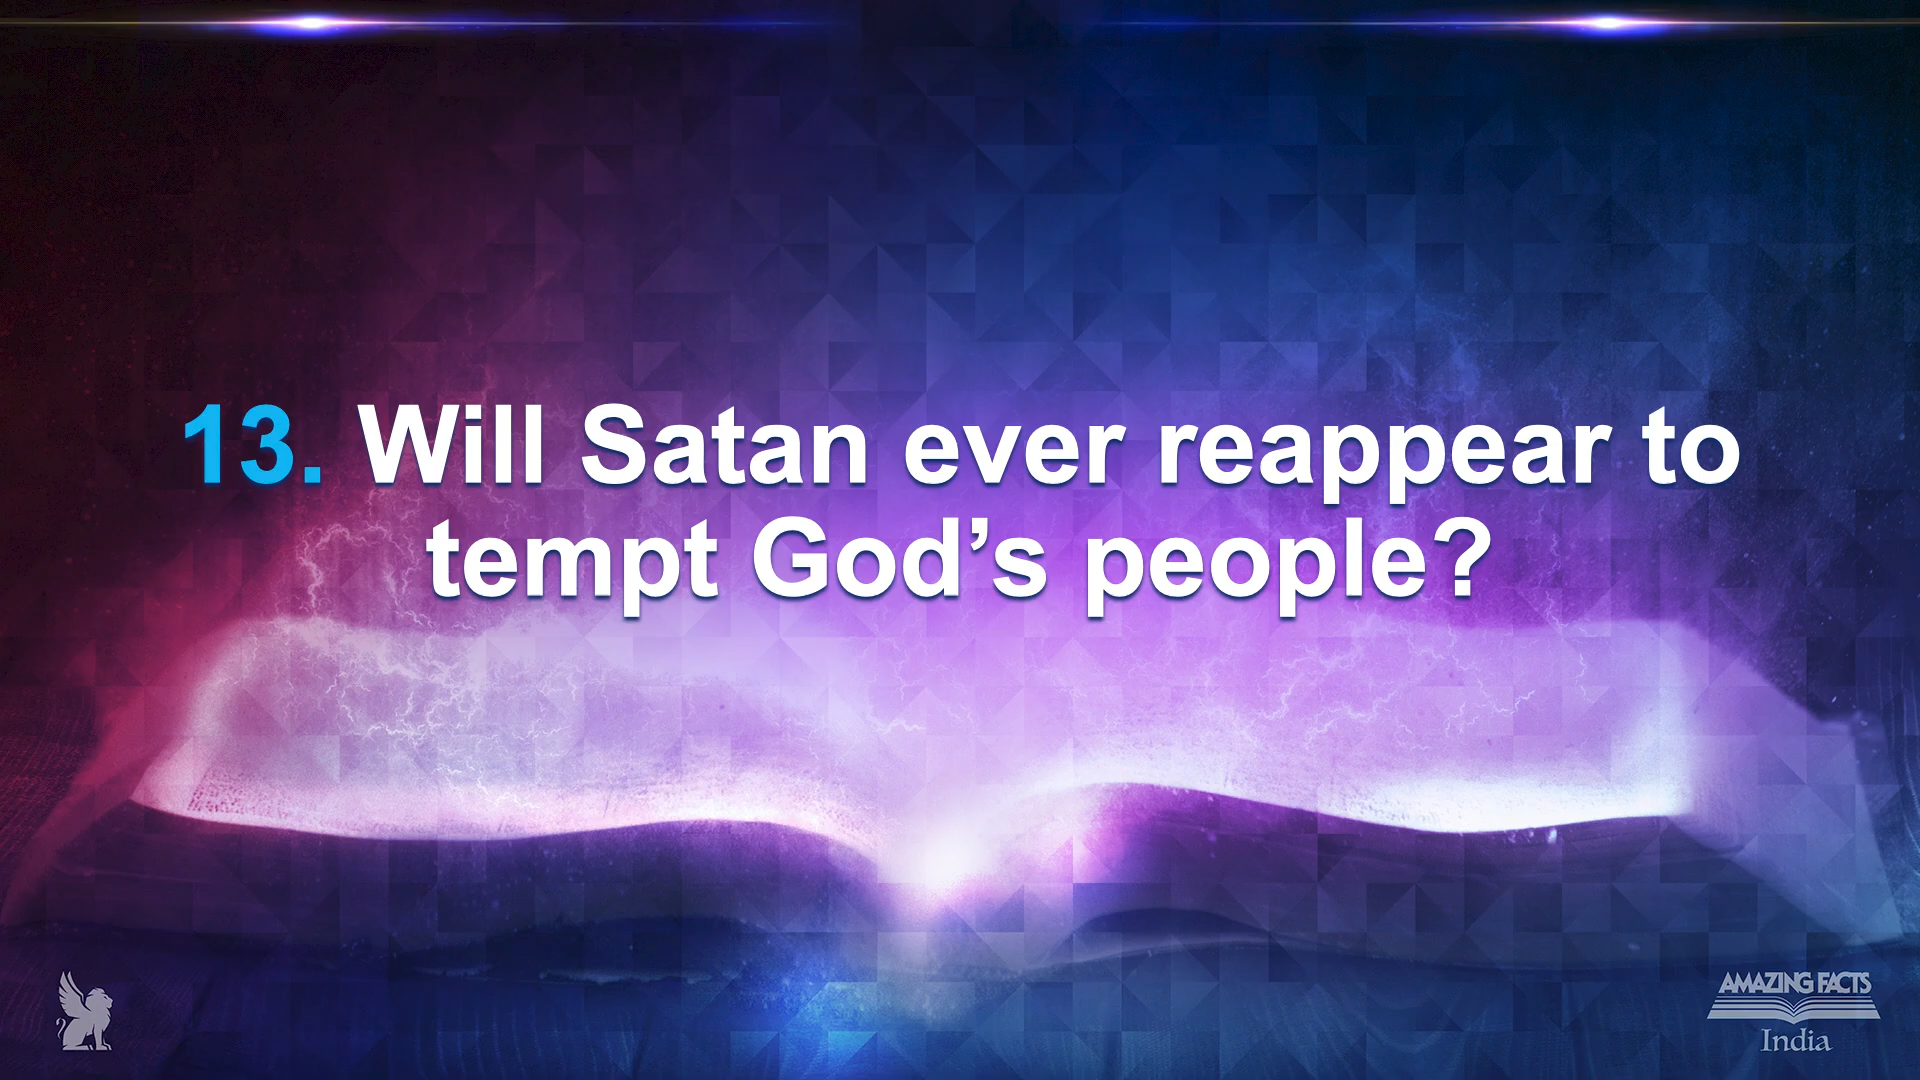 13. Will Satan ever reappear to
tempt God’s people?
AMAZING FACTS
India